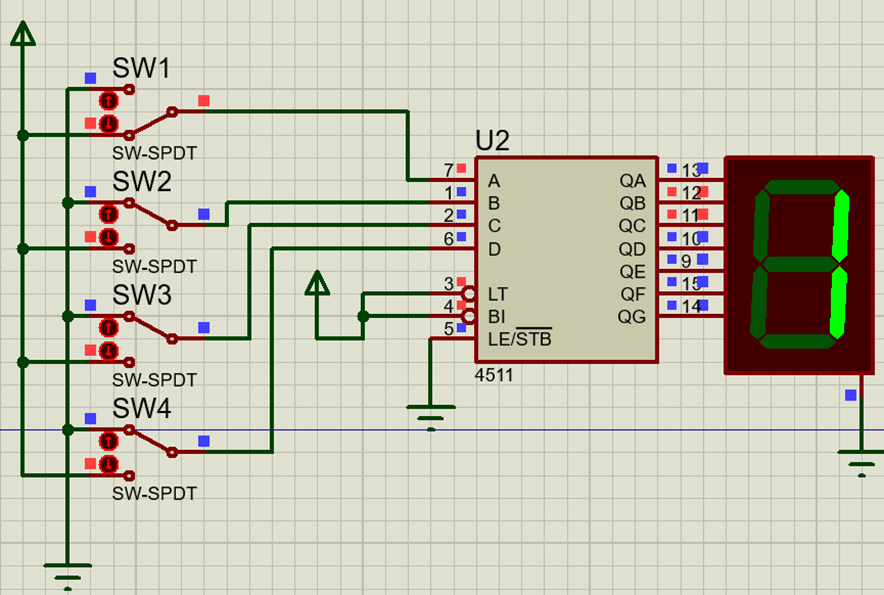 SW1
SW-SPDT
SW2
SW-SPDT
SW3
SW-SPDT
SW4
SW-SPDT
U2
7 A QA 13
1 B QB 12
2 C QC 11
6 D QD 10
QE 9
3 LT QF 15
4 BI QG 14
5 LE/STB
4511